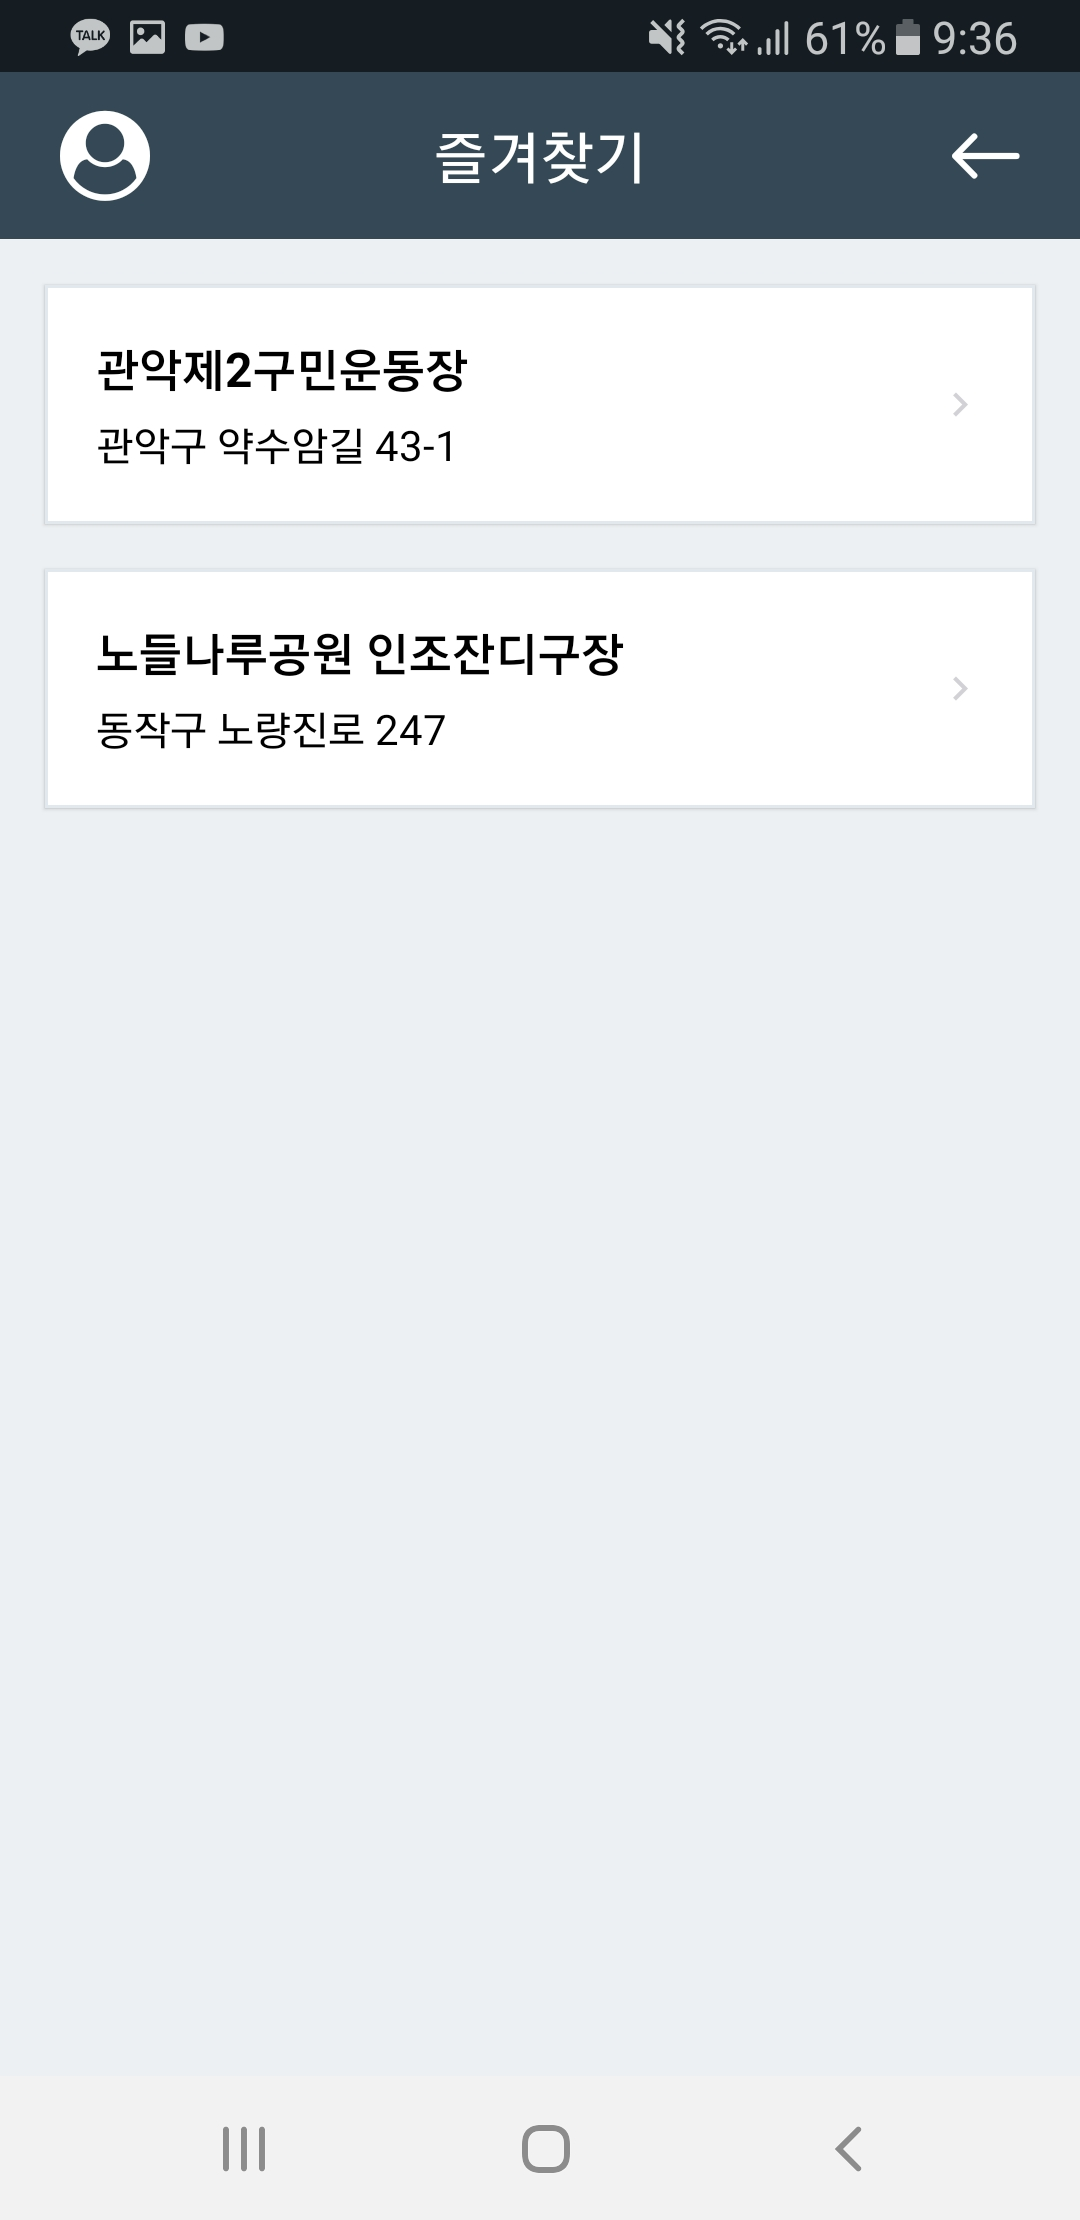 TALK 61% 9:36
즐겨찾기
관악제2구민운동장
관악구 약수암길 43-1
노들나루공원 인조잔디구장
동작구 노량진로 247